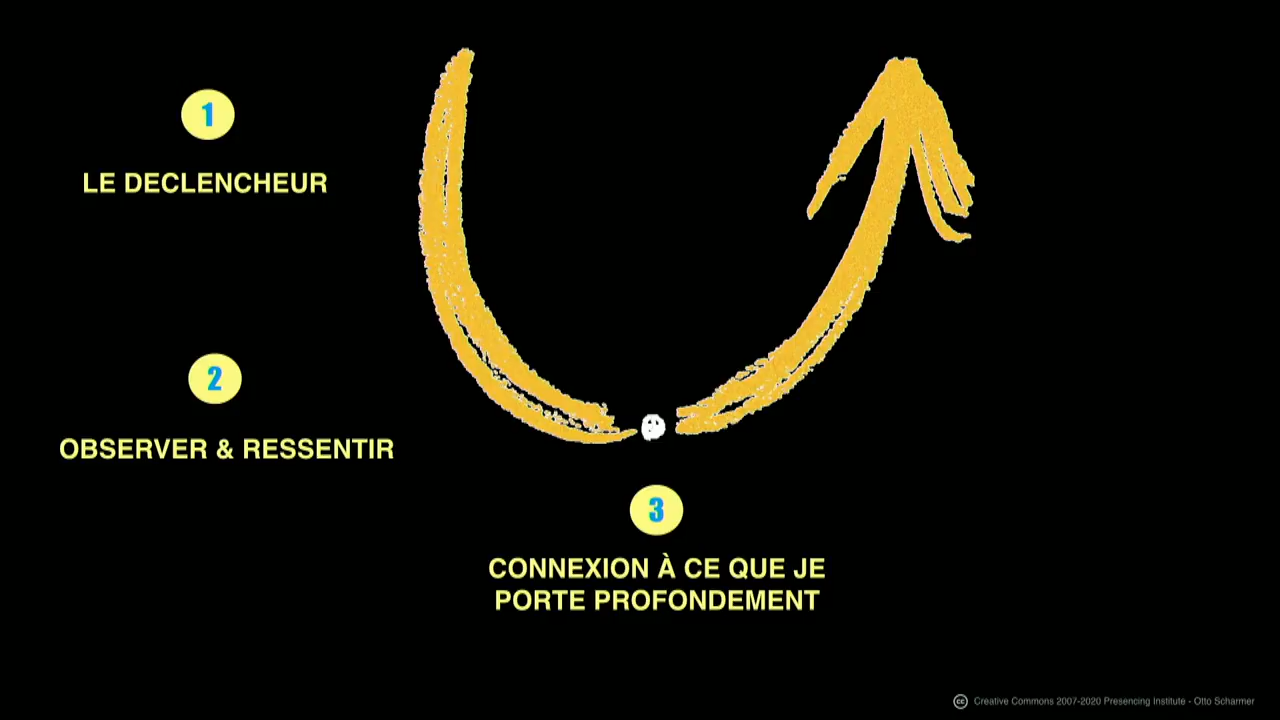 1
LE DECLENCHEUR
2
OBSERVER & RESSENTIR
3
CONNEXION À CE QUE JE
PORTE PROFONDEMENT
cc Creative Commons 2007-2020 Presencing Institute - Otto Scharmer